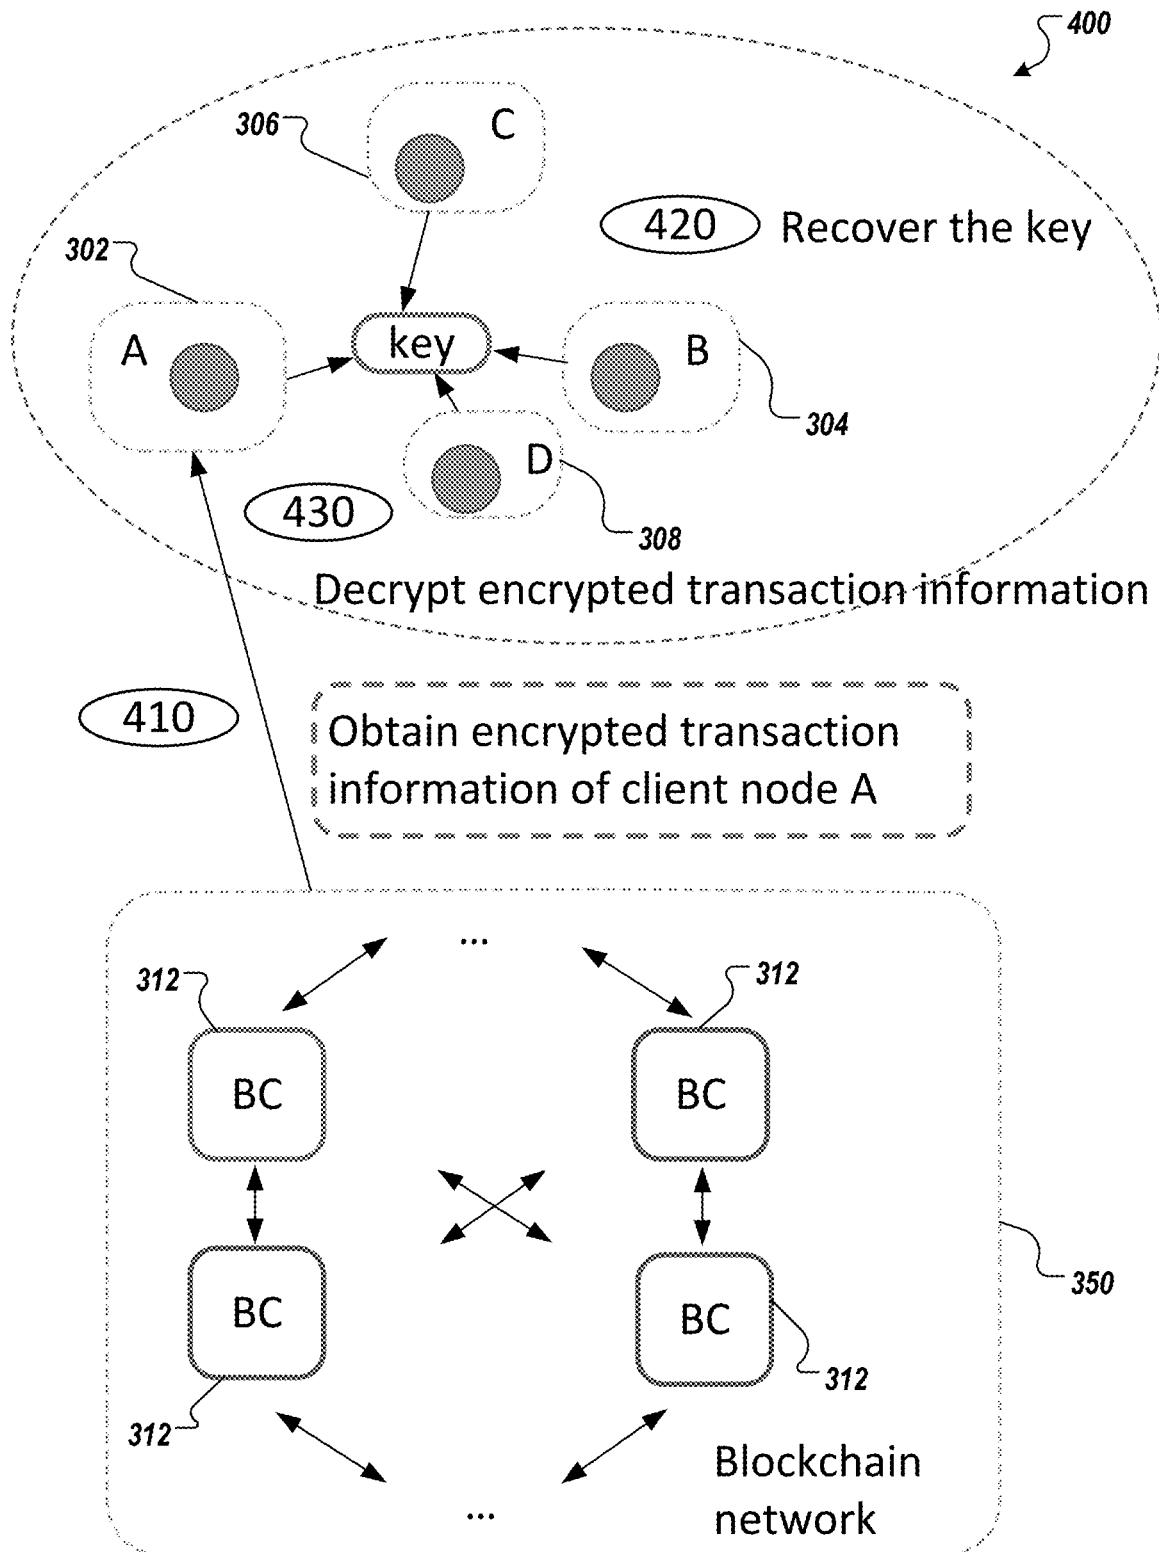 400
306
C
420 Recover the key
302
A
key
B
304
D
430
308
Decrypt encrypted transaction information
410
Obtain encrypted transaction
information of client node A
...
312
312
BC
BC
BC
BC
350
312
312
Blockchain
network
...